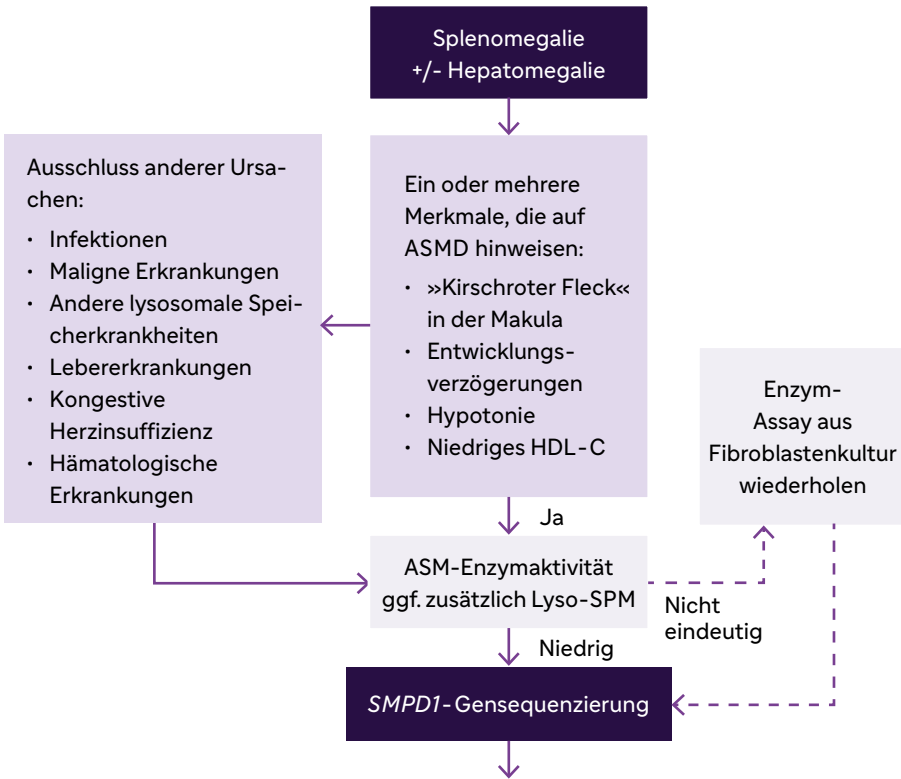 Splenomegalie
+/- Hepatomegalie
Ausschluss anderer Ursa-
chen:
• Infektionen
• Maligne Erkrankungen
• Andere lysosomale Spei-
cherkrankheiten
• Lebererkrankungen
• Kongestive
Herzinsuffizienz
• Hämatologische
Erkrankungen
Ein oder mehrere
Merkmale, die auf
ASMD hinweisen:
• »Kirschroter Fleck«
in der Makula
• Entwicklungs-
verzögerungen
• Hypotonie
• Niedriges HDL-C
Enzym-
Assay aus
Fibroblastenkultur
wiederholen
Ja
ASM-Enzymaktivität
ggf. zusätzlich Lyso-SPM
Nicht
eindeutig
Niedrig
SMPD1-Gensequenzierung